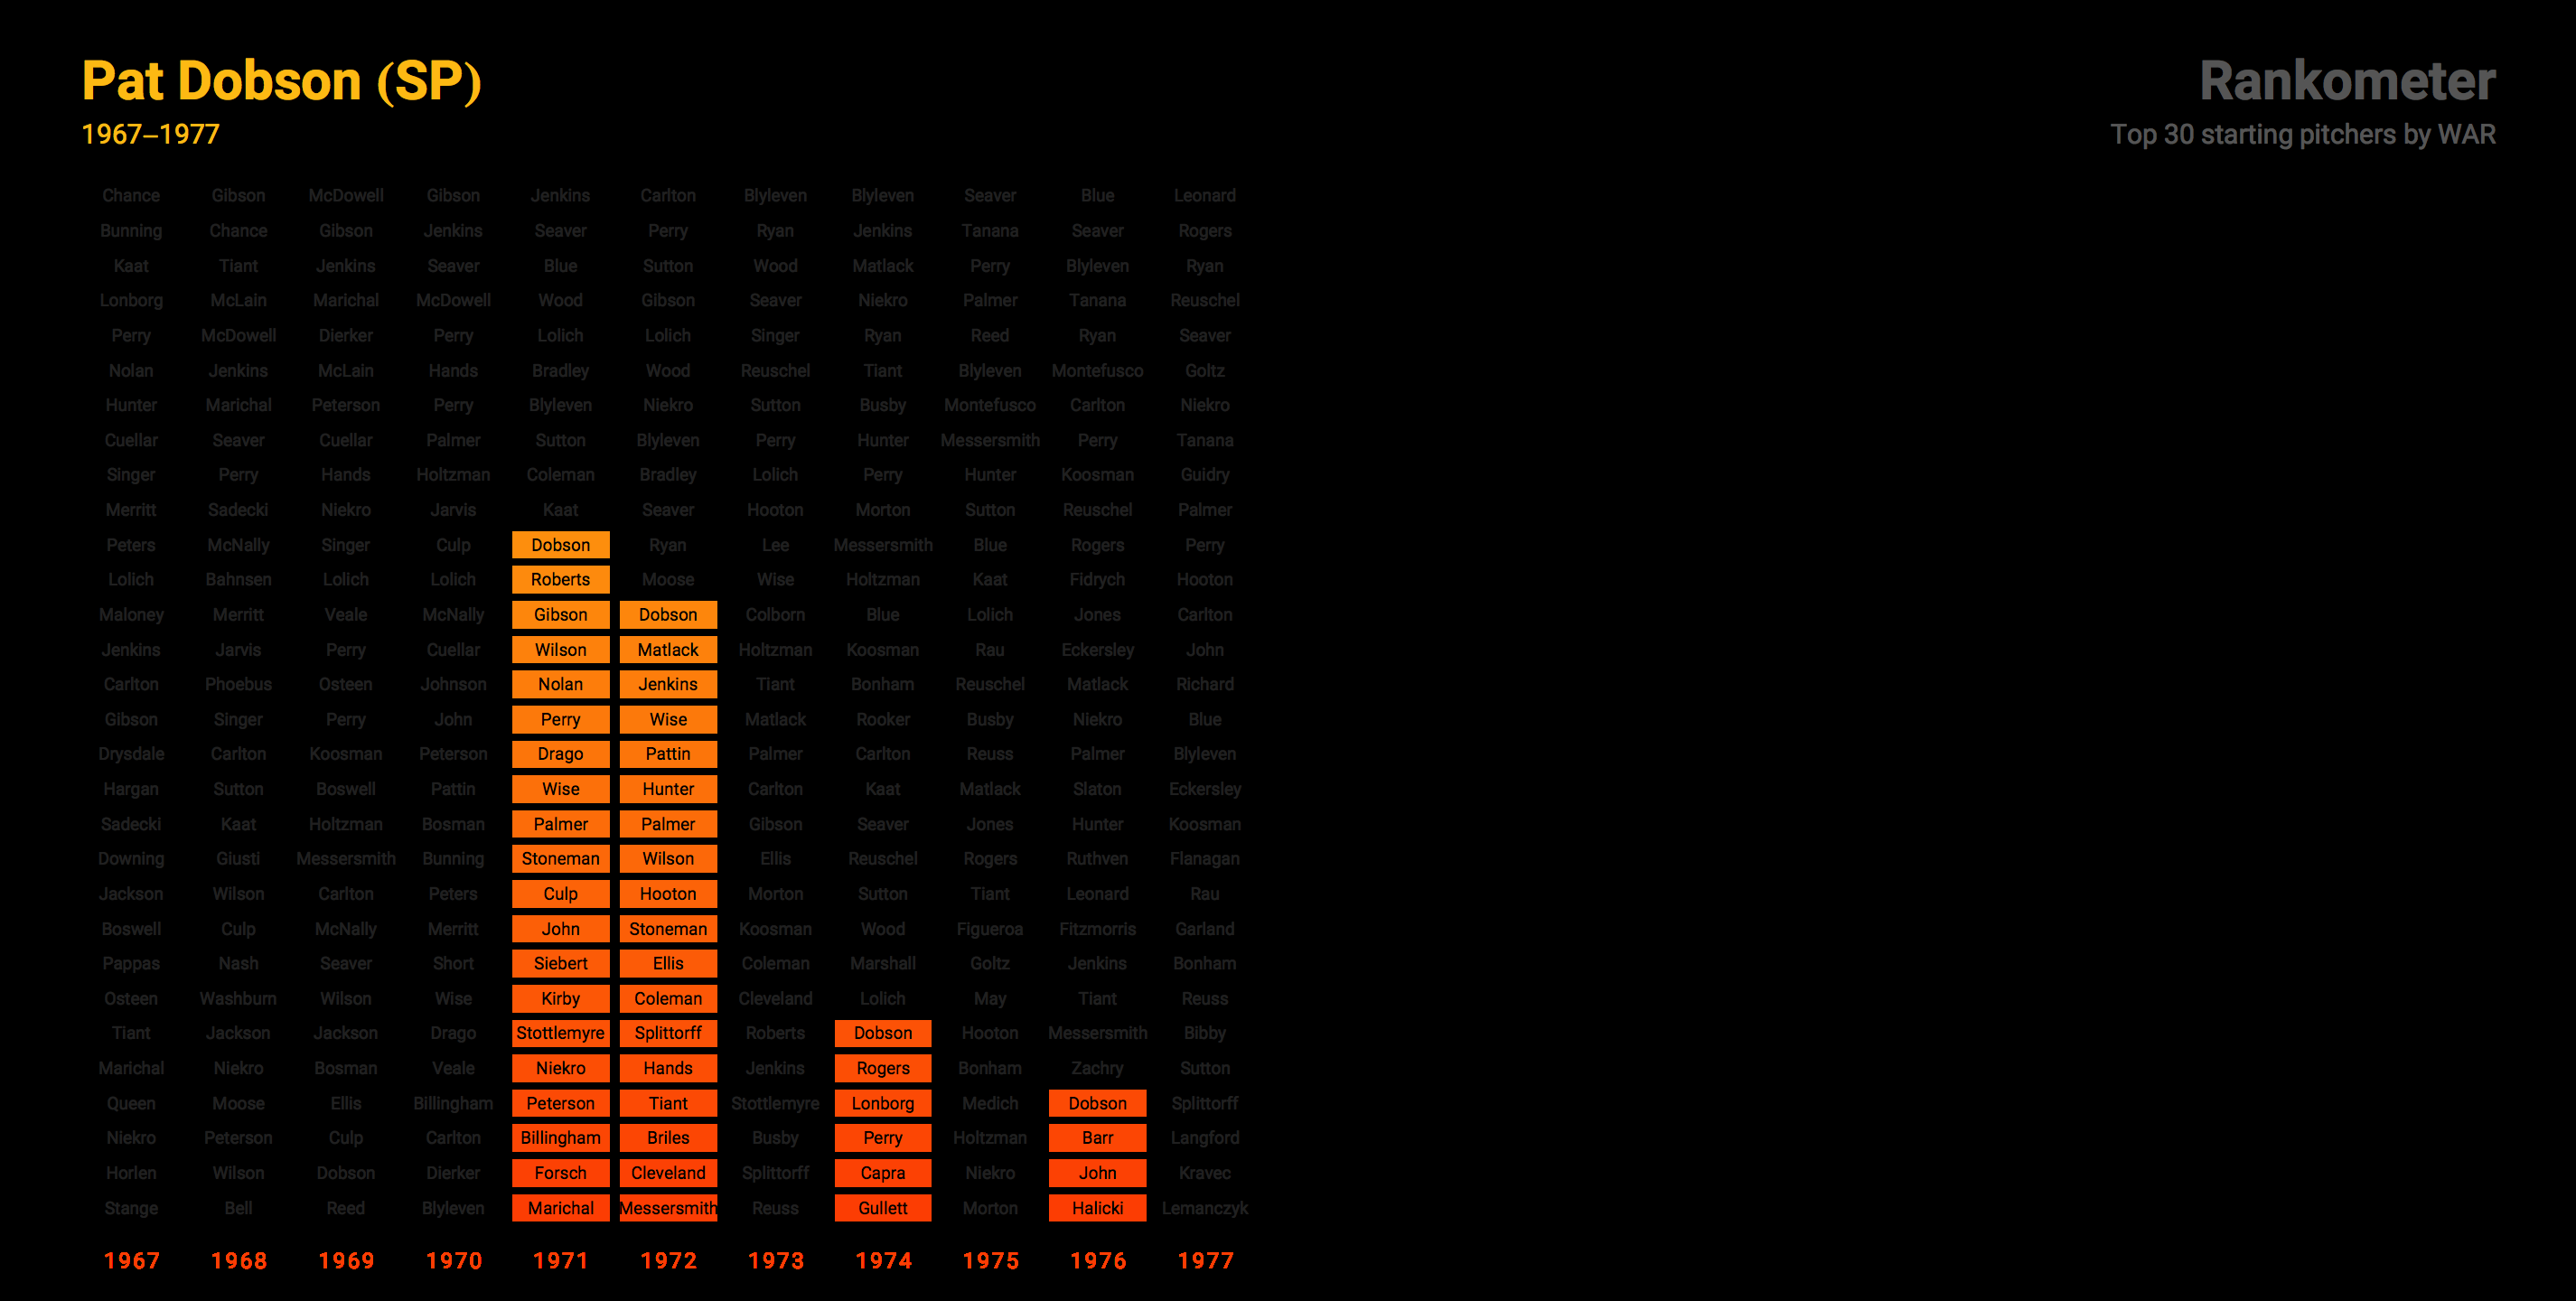 Pat Dobson (SP)
1967–1977
Rankometer
Top 30 starting pitchers by WAR
Chance Gibson McDowell Gibson Jenkins Carlton Blyleven Blyleven Seaver Blue Leonard
Bunning Chance Gibson Jenkins Seaver Perry Ryan Jenkins Tanana Seaver Rogers
Kaat Tiant Jenkins Seaver Blue Sutton Wood Matlack Perry Blyleven Ryan
Lonborg McLain Marichal McDowell Wood Gibson Seaver Niekro Palmer Tanana Reuschel
Perry McDowell Dierker Perry Lolich Lolich Singer Ryan Reed Ryan Seaver
Nolan Jenkins McLain Hands Bradley Wood Reuschel Tiant Blyleven Montefusco Goltz
Hunter Marichal Peterson Perry Blyleven Niekro Sutton Busby Montefusco Carlton Niekro
Cuellar Seaver Cuellar Palmer Sutton Blyleven Perry Hunter Messersmith Perry Tanana
Singer Perry Hands Holtzman Coleman Bradley Lolich Perry Hunter Koosman Guidry
Merritt Sadecki Niekro Jarvis Kaat Seaver Hooton Morton Sutton Reuschel Palmer
Peters McNally Singer Culp Dobson Ryan Lee Messersmith Blue Rogers Perry
Lolich Bahnsen Lolich Lolich Roberts Moose Wise Holtzman Kaat Fidrych Hooton
Maloney Merritt Veale McNally Gibson Dobson Colborn Blue Lolich Jones Carlton
Jenkins Jarvis Perry Cuellar Wilson Matlack Holtzman Koosman Rau Eckersley John
Carlton Phoebus Osteen Johnson Nolan Jenkins Tiant Bonham Reuschel Matlack Richard
Gibson Singer Perry John Perry Wise Matlack Rooker Busby Niekro Blue
Drysdale Carlton Koosman Peterson Drago Pattin Palmer Carlton Reuss Palmer Blyleven
Hargan Sutton Boswell Pattin Wise Hunter Carlton Kaat Matlack Slaton Eckersley
Sadecki Kaat Holtzman Bosman Palmer Palmer Gibson Seaver Jones Hunter Koosman
Downing Giusti Messersmith Bunning Stoneman Wilson Ellis Reuschel Rogers Ruthven Flanagan
Jackson Wilson Carlton Peters Culp Hooton Morton Sutton Tiant Leonard Rau
Boswell Culp McNally Merritt John Stoneman Koosman Wood Figueroa Fitzmorris Garland
Pappas Nash Seaver Short Siebert Ellis Coleman Marshall Goltz Jenkins Bonham
Osteen Washburn Wilson Wise Kirby Coleman Cleveland Lolich May Tiant Reuss
Tiant Jackson Jackson Drago Stottlemyre Splittorff Roberts Dobson Hooton Messersmith Bibby
Marichal Niekro Bosman Veale Niekro Hands Jenkins Rogers Bonham Zachry Sutton
Queen Moose Ellis Billingham Peterson Tiant Stottlemyre Lonborg Medich Dobson Splittorff
Niekro Peterson Culp Carlton Billingham Briles Busby Perry Holtzman Barr Langford
Horlen Wilson Dobson Dierker Forsch Cleveland Splittorff Capra Niekro John Kravec
Stange Bell Reed Blyleven Marichal Messersmith Reuss Gullett Morton Halicki Lemanczyk
1967 1968 1969 1970 1971 1972 1973 1974 1975 1976 1977